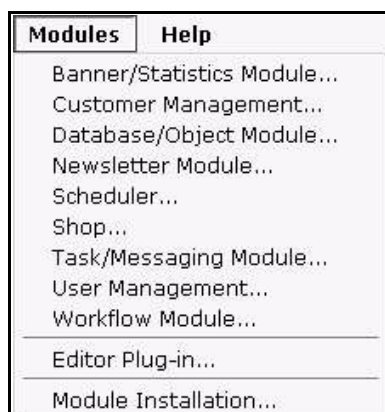 Modules Help
Banner/Statistics Module...
Customer Management...
Database/Object Module...
Newsletter Module...
Scheduler...
Shop...
Task/Messaging Module...
User Management...
Workflow Module...
Editor Plug-in...
Module Installation...